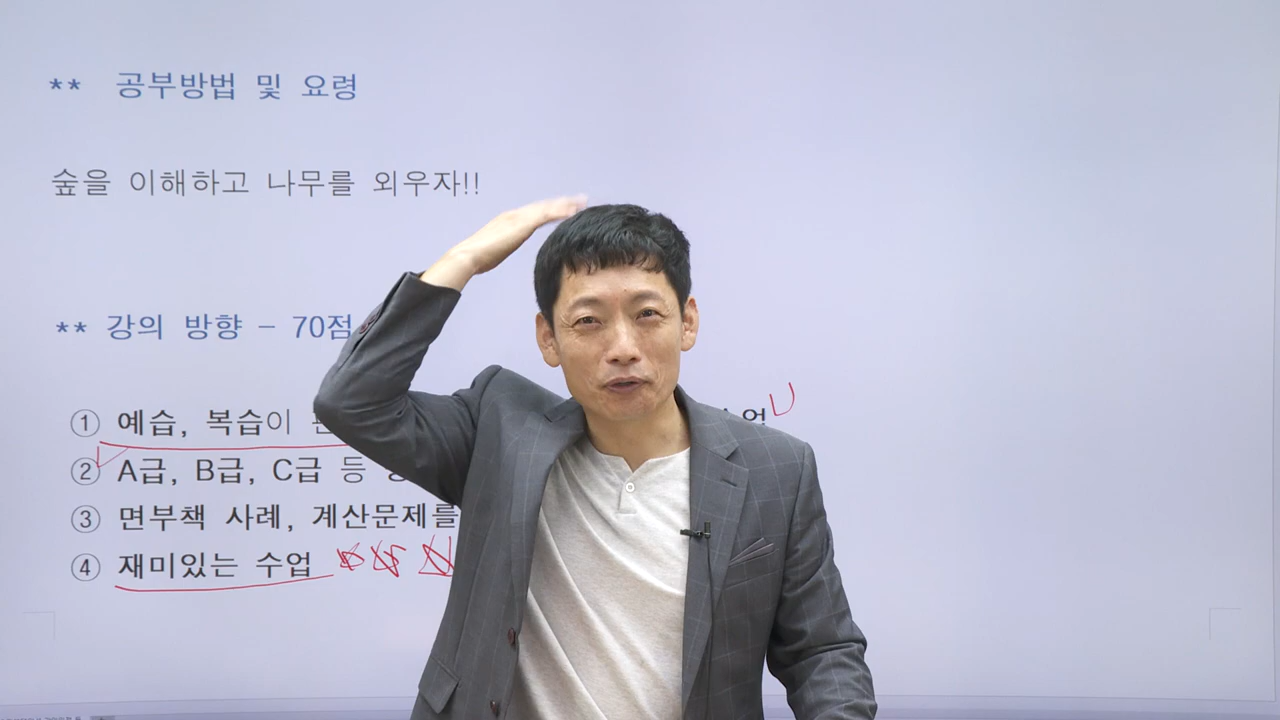 ** 공부방법 및 요령
숲을 이해하고 나무를 외우자!!
** 강의 방향 - 70점
① 예습, 복습이
② A급, B급, C급 등
③ 면부책 사례, 계산문제를
④ 재미있는 수업